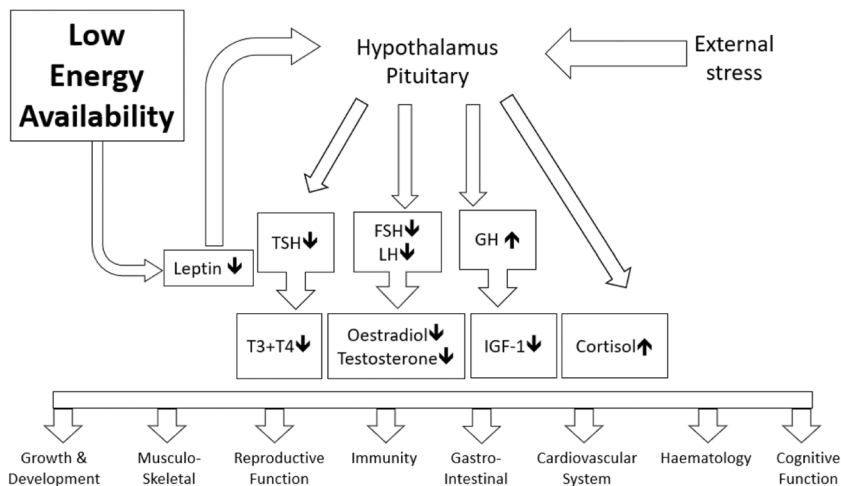 Low
Energy
Availability
Hypothalamus
Pituitary
External
stress
Leptin
TSH
FSH
LH
GH
T3+T4
Oestradiol
Testosterone
IGF-1
Cortisol
Growth &
Development
Musculo-
Skeletal
Reproductive
Function
Immunity
Gastro-
Intestinal
Cardiovascular
System
Haematology
Cognitive
Function